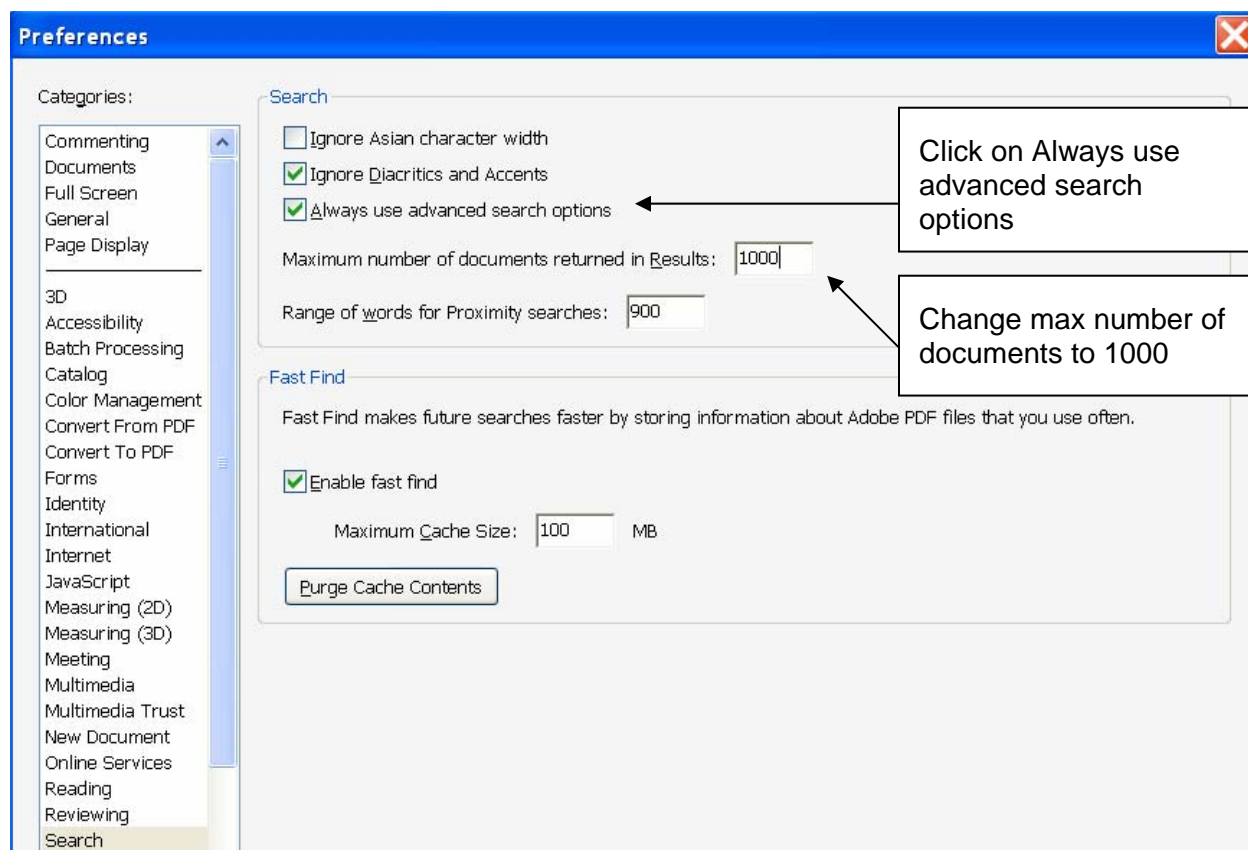 Preferences
Categories:
Commenting
Documents
Full Screen
General
Page Display
3D
Accessibility
Batch Processing
Catalog
Color Management
Convert From PDF
Convert To PDF
Forms
Identity
International
Internet
JavaScript
Measuring (2D)
Measuring (3D)
Meeting
Multimedia
Multimedia Trust
New Document
Online Services
Reading
Reviewing
Search
Search
Ignore Asian character width
Ignore Diacritics and Accents
Always use advanced search options
Maximum number of documents returned in Results: 1000
Range of words for Proximity searches: 900
Click on Always use
advanced search
options
Change max number of
documents to 1000
Fast Find
Fast Find makes future searches faster by storing information about Adobe PDF files that you use often.
Enable fast find
Maximum Cache Size: 100 MB
Purge Cache Contents